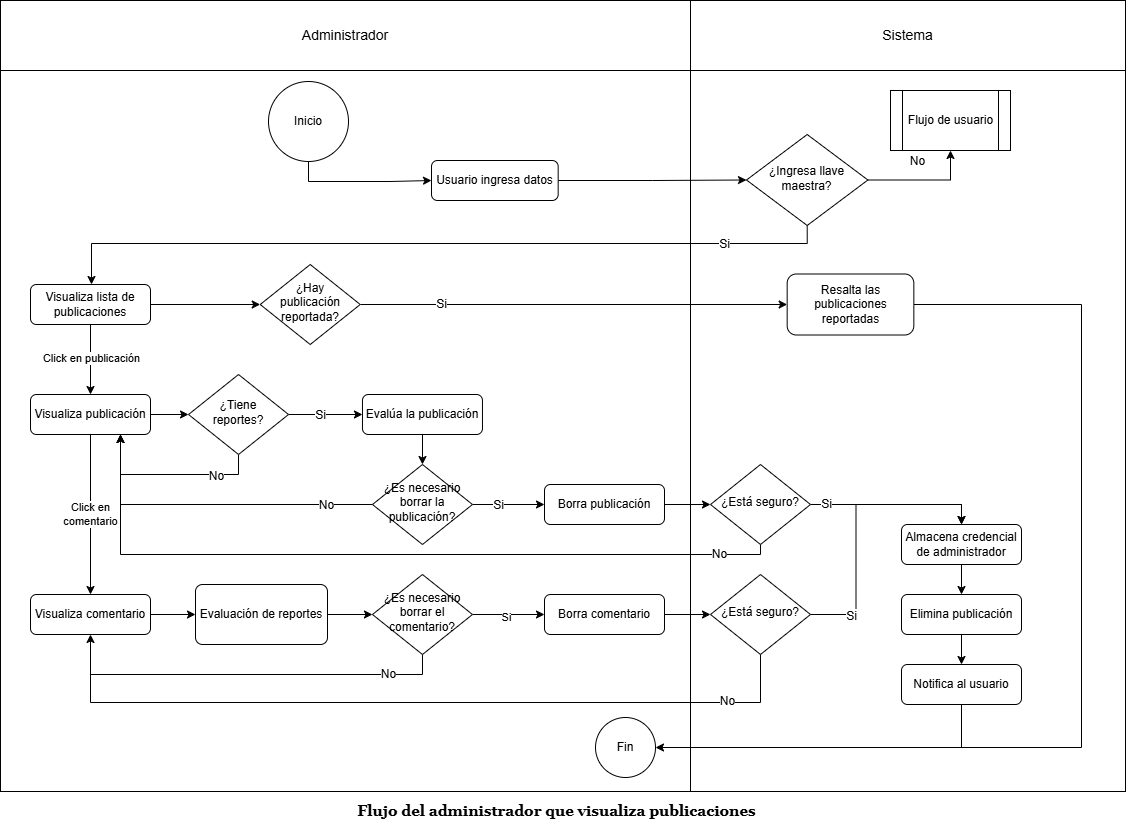 Administrador
Sistema
Inicio
Flujo de usuario
No
Usuario ingresa datos
¿Ingresa llave
maestra?
Si
Visualiza lista de
publicaciones
¿Hay
publicación
reportada?
Si
Resalta las
publicaciones
reportadas
Click en publicación
Visualiza publicación
¿Tiene
reportes?
Si
Evalúa la publicación
No
¿Es necesario
borrar la
publicación?
No
Si
Borra publicación
¿Está seguro?
Si
No
Almacena credencial
de administrador
Click en
comentario
Visualiza comentario
Evaluación de reportes
¿Es necesario
borrar el
comentario?
Si
Borra comentario
¿Está seguro?
Si
Elimina publicación
No
No
Notifica al usuario
Fin
Flujo del administrador que visualiza publicaciones